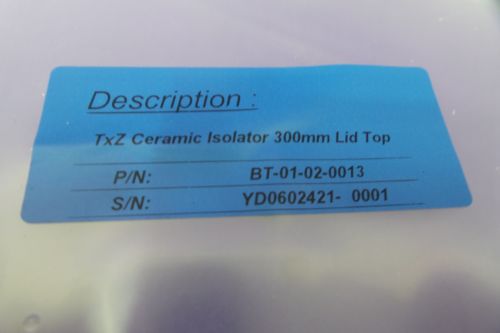 Description :
TxZ Ceramic Isolator 300mm Lid Top
P/N: BT-01-02-0013
S/N: YD0602421- 0001